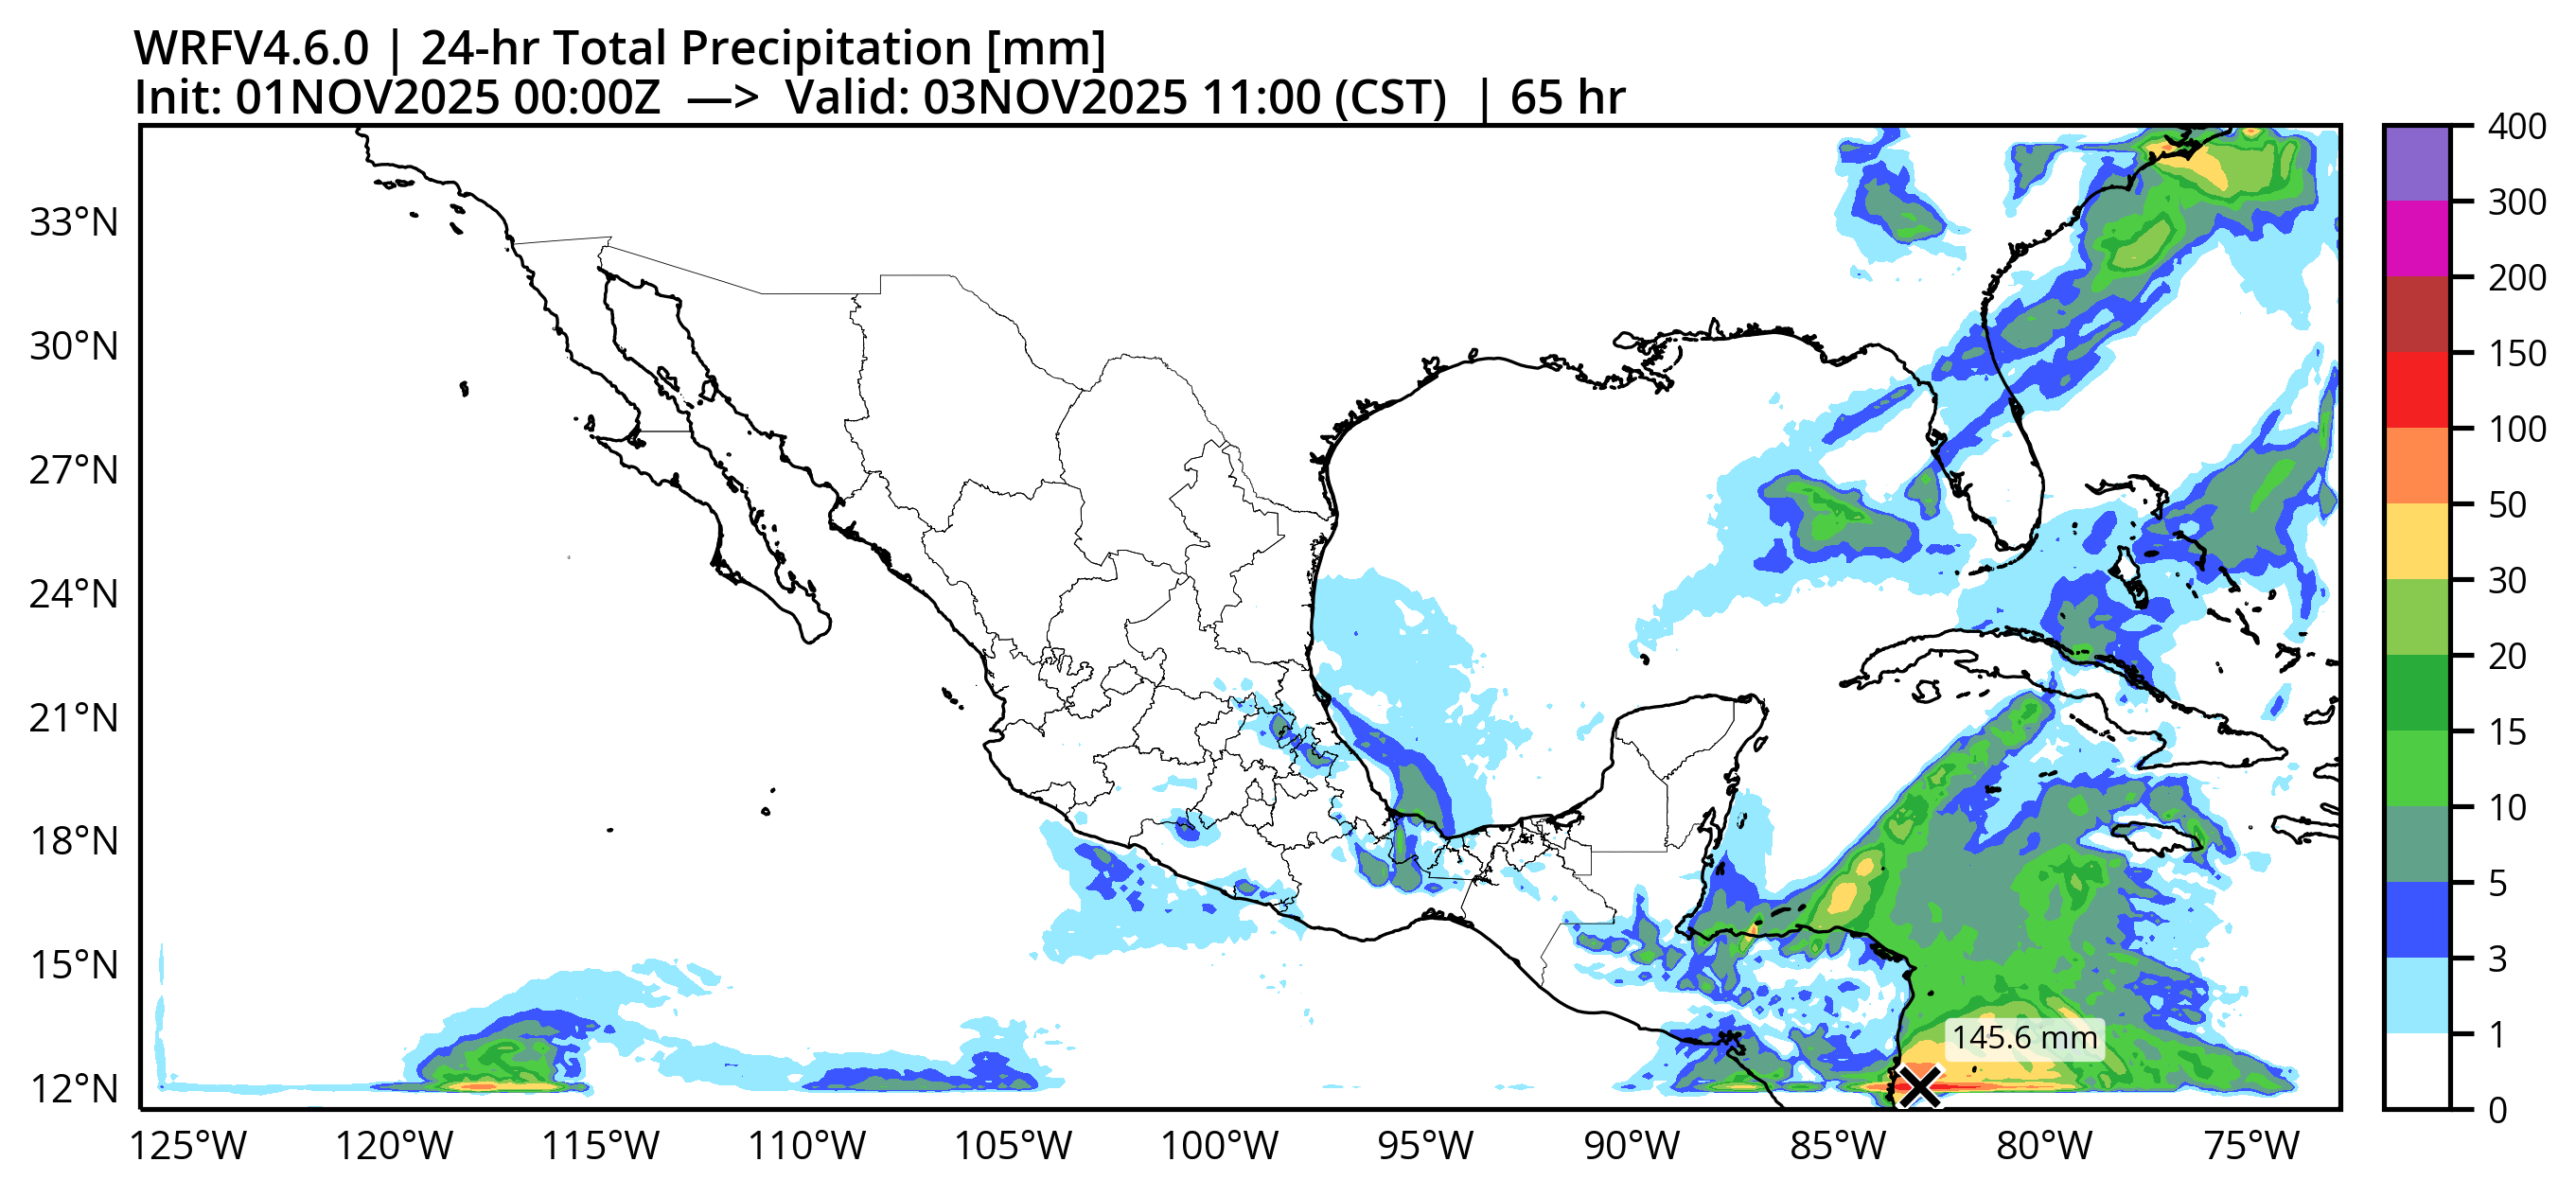 WRFV4.6.0 | 24-hr Total Precipitation [mm]
Init: 01NOV2025 00:00Z —> Valid: 03NOV2025 11:00 (CST) | 65 hr
33°N
30°N
27°N
24°N
21°N
18°N
15°N
12°N
125°W 120°W 115°W 110°W 105°W 100°W 95°W 90°W 85°W 80°W 75°W
145.6 mm
400
300
200
150
100
50
30
20
15
10
5
3
1
0